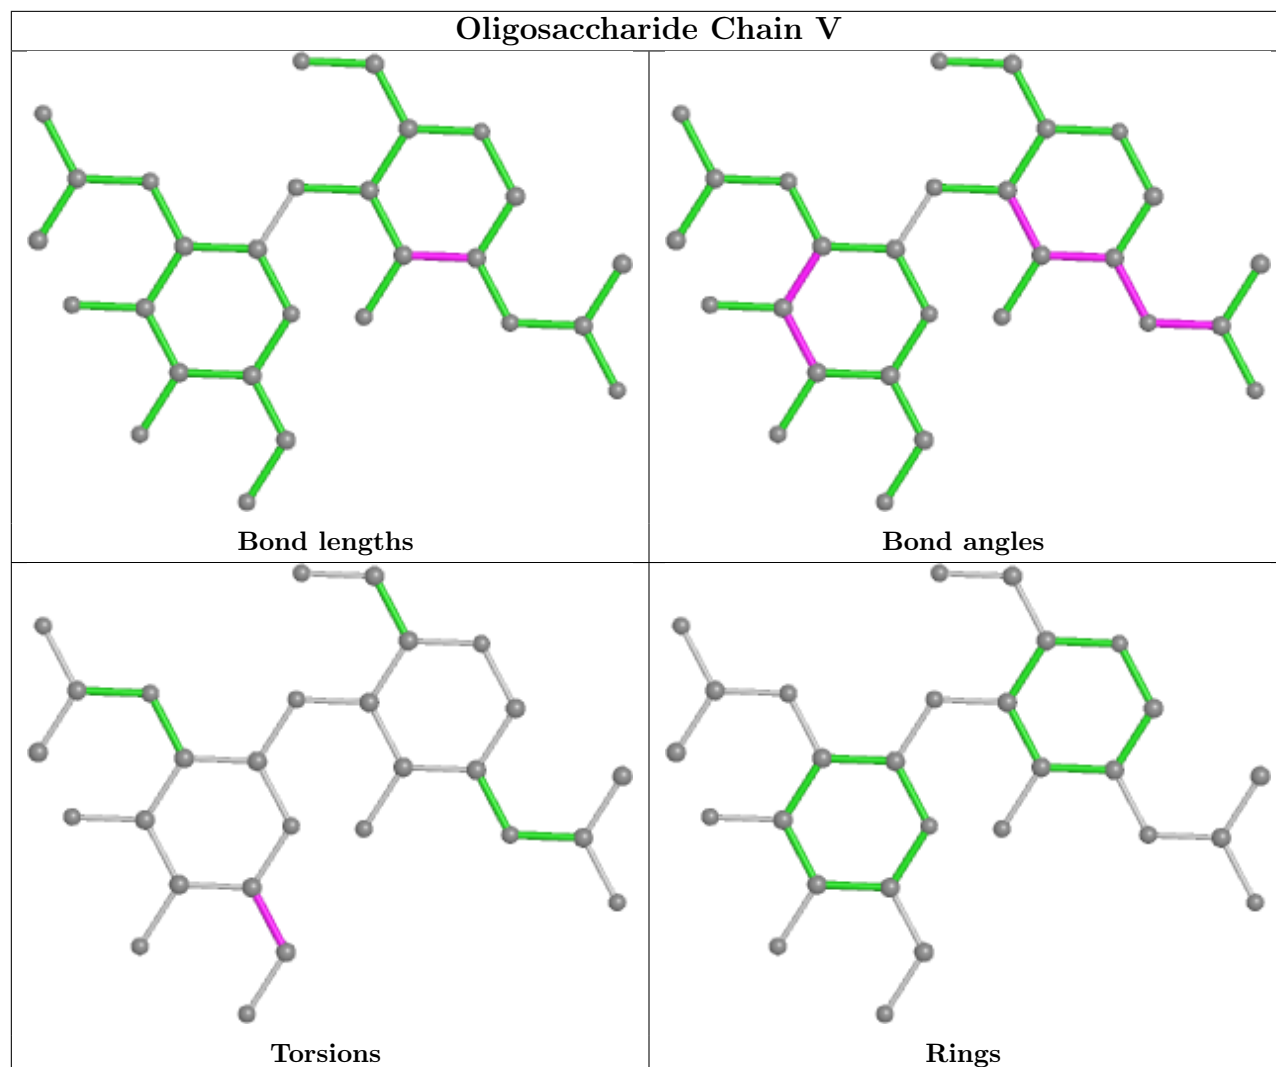 Oligosaccharide Chain V
Bond lengths
Bond angles
Torsions
Rings